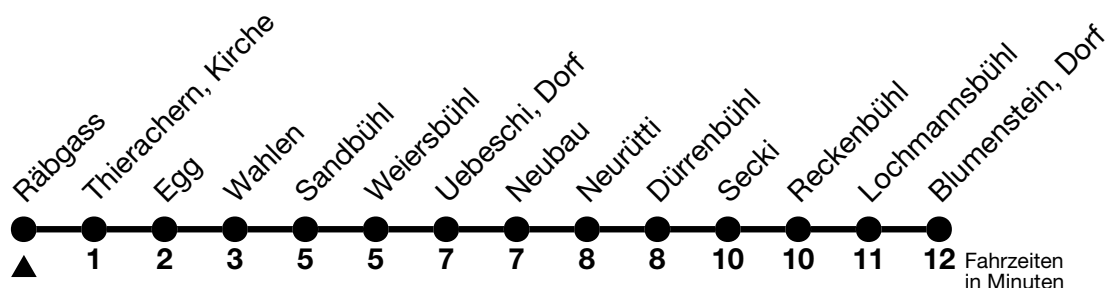 Räbgass
Thierachern, Kirche
Egg
Wahlen
Sandbühl
Weiersbühl
Uebeschi, Dorf
Neubau
Neurütti
Dürrenbühl
Secki
Reckenbühl
Lochmannsbühl
Blumenstein, Dorf
1 2 3 5 5 7 7 8 8 10 10 11 12
Fahrzeiten
in Minuten